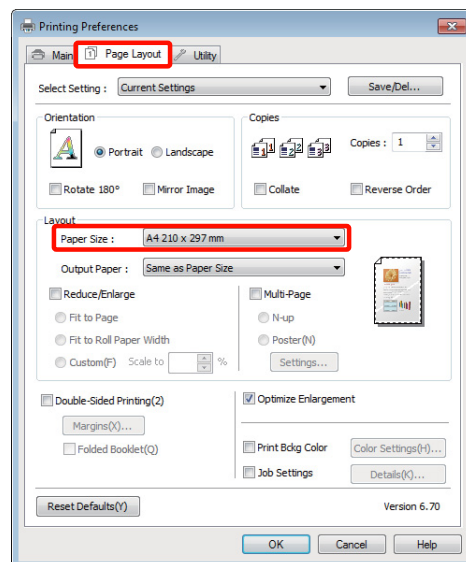 Printing Preferences
Main Page Layout Utility
Select Setting : Current Settings Save/Del...
Orientation
Portrait Landscape
Rotate 180° Mirror Image
Copies
Copies : 1
Collate Reverse Order
Layout
Paper Size : A4 210 x 297 mm
Output Paper : Same as Paper Size
Reduce/Enlarge
Fit to Page
Fit to Roll Paper Width
Custom(F) Scale to %
Multi-Page
N-up
Poster(N)
Settings...
Double-Sided Printing(2)
Margins(X)...
Folded Booklet(Q)
Optimize Enlargement
Print Bckg Color Color Settings(H)...
Job Settings Details(K)...
Reset Defaults(Y) Version 6.70
OK Cancel Help